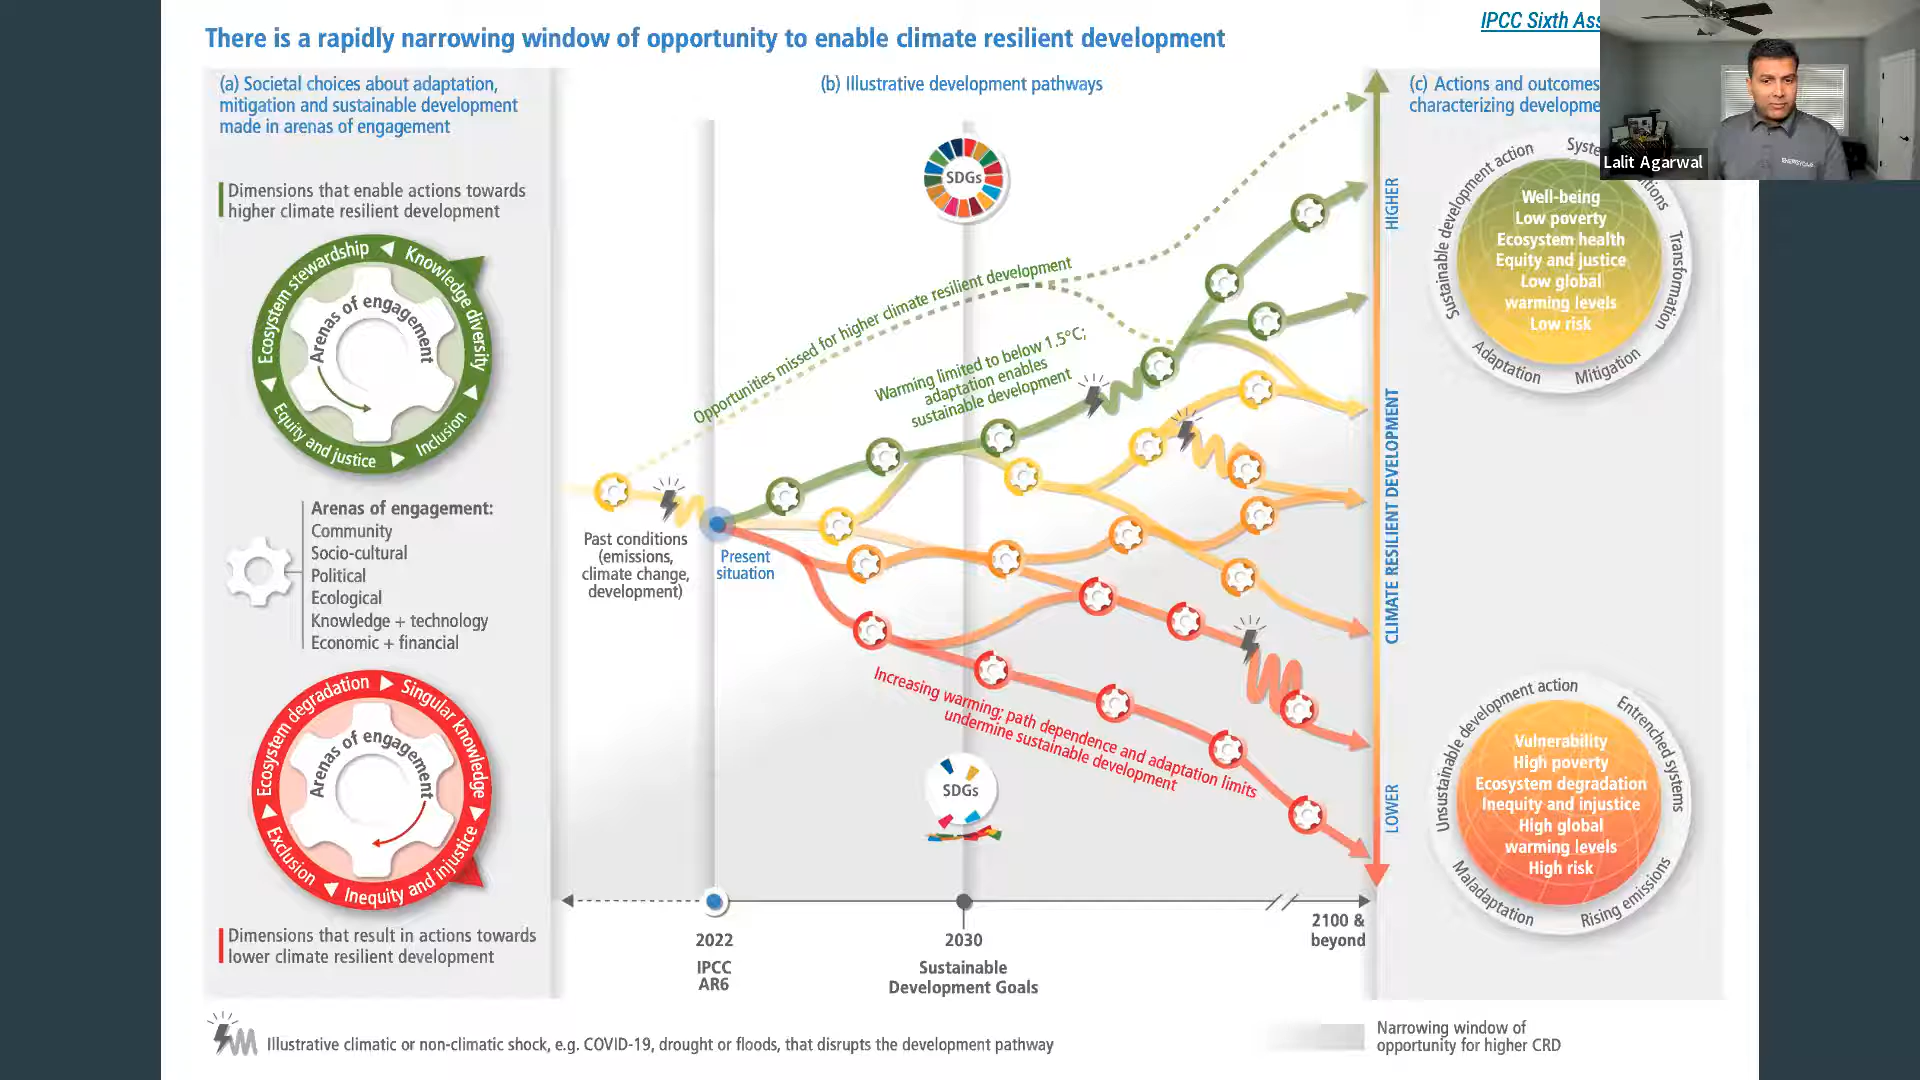 There is a rapidly narrowing window of opportunity to enable climate resilient development
IPCC Sixth
(a) Societal choices about adaptation,
mitigation and sustainable development
made in arenas of engagement
(b) Illustrative development pathways
(c) Actions and outcomes
characterizing
Lalit Agarwal
Dimensions that enable actions towards
higher climate resilient development
Ecosystem stewardship
Knowledge diversity
Equity and justice
Inclusion
Arenas of engagement
Arenas of engagement:
Community
Socio-cultural
Political
Ecological
Knowledge + technology
Economic + financial
Ecosystem degradation
Singular knowledge
Exclusion
Inequity and injustice
Arenas of engagement
Dimensions that result in actions towards
lower climate resilient development
SDGs
Opportunities missed for higher climate resilient development
Warming limited to below 1.5°C;
adaptation enables
sustainable development
Past conditions
(emissions,
climate change,
development)
Present
situation
Increasing warming; path dependence and adaptation limits
undermine sustainable development
SDGs
2022
IPCC
AR6
2030
Sustainable
Development Goals
2100 &
beyond
HIGHER
CLIMATE RESILIENT DEVELOPMENT
LOWER
Sustainable development action
Transformation
Adaptation
Mitigation
Well-being
Low poverty
Ecosystem health
Equity and justice
Low global
warming levels
Low risk
Unsustainable development action
Entrenched systems
Maladaptation
Rising emissions
Vulnerability
High poverty
Ecosystem degradation
Inequity and injustice
High global
warming levels
High risk
Illustrative climatic or non-climatic shock, e.g. COVID-19, drought or floods, that disrupts the development pathway
Narrowing window of
opportunity for higher CRD